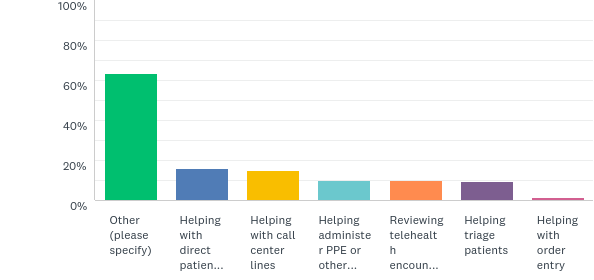 100%
80%
60%
40%
20%
0%
Other
(please
specify)
Helping
with
direct
patien...
Helping
with call
center
lines
Helping
administe
r PPE or
other...
Reviewing
telehealt
h
encoun...
Helping
triage
patients
Helping
with
order
entry